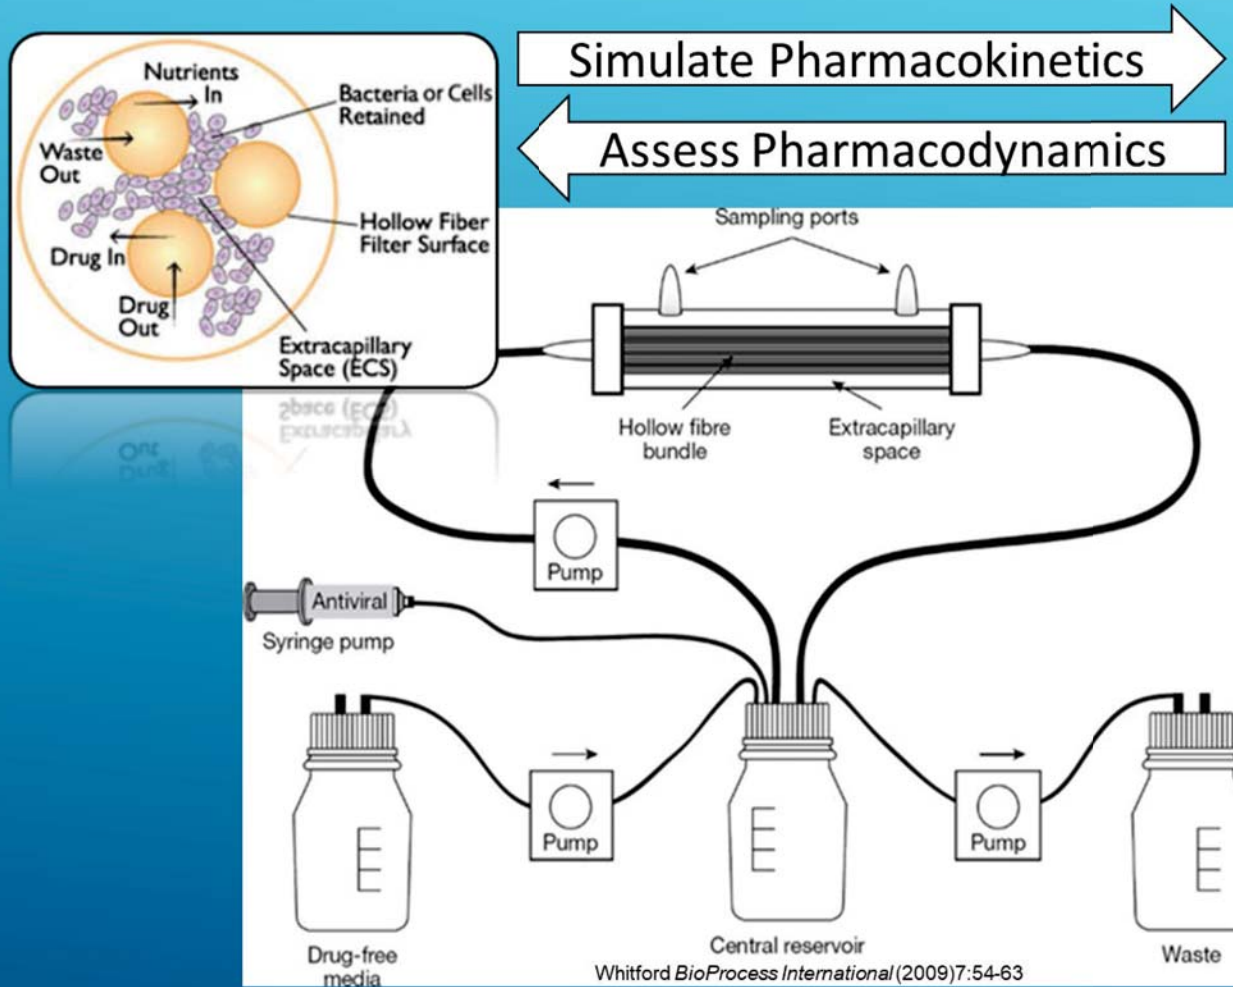 Simulate Pharmacokinetics
Assess Pharmacodynamics
Nutrients
In
Bacteria or Cells
Retained
Waste
Out
Hollow Fiber
Filter Surface
Drug In
Drug
Out
Extracapillary
Space (ECS)
Sampling ports
Hollow fibre
bundle
Extracapillary
space
Pump
Antiviral
Syringe pump
Pump
Pump
Drug-free
media
Central reservoir
Waste
Whitford BioProcess International (2009)7:54-63